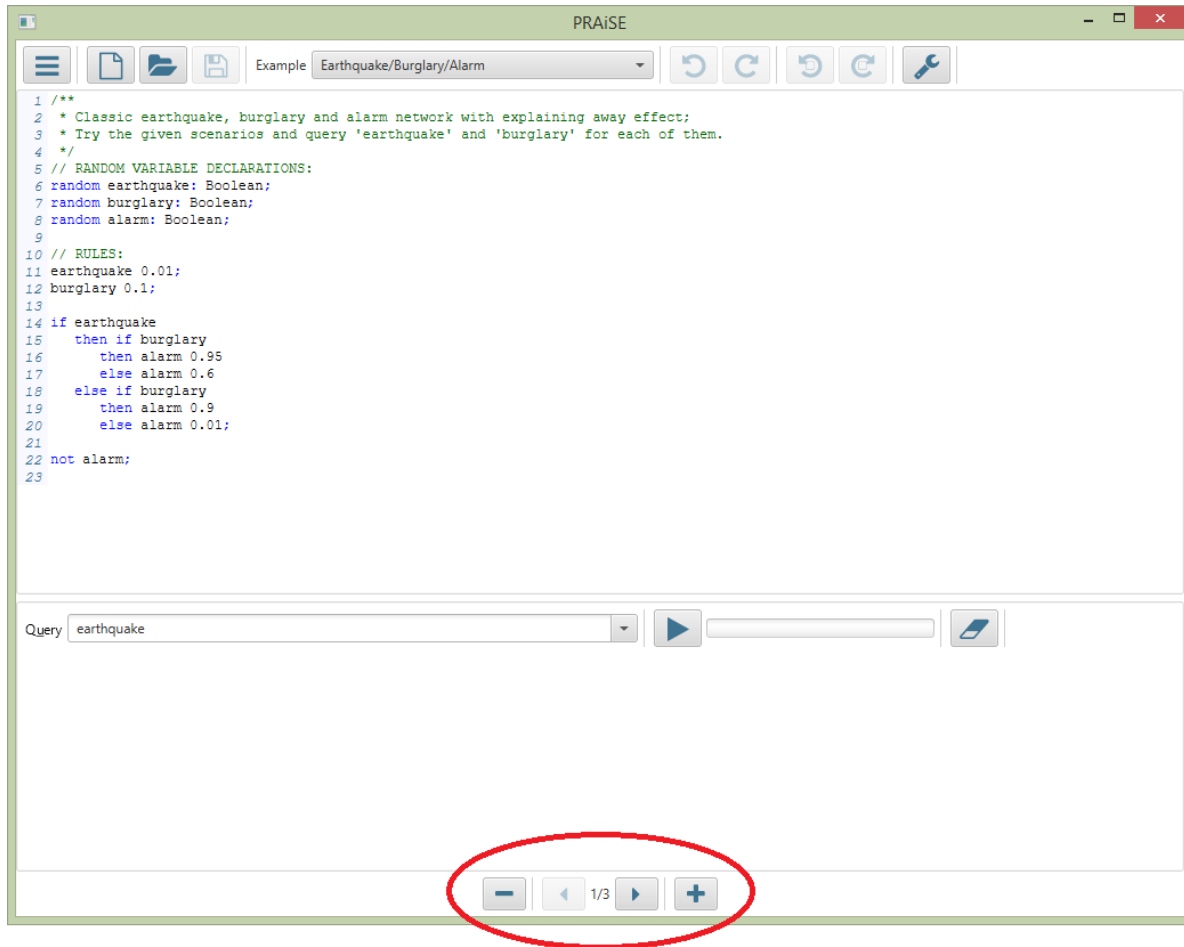 PRAiSE
Example Earthquake/Burglary/Alarm
1 /**
2  * Classic earthquake, burglary and alarm network with explaining away effect;
3  * Try the given scenarios and query 'earthquake' and 'burglary' for each of them.
4  */
5 // RANDOM VARIABLE DECLARATIONS:
6 random earthquake: Boolean;
7 random burglary: Boolean;
8 random alarm: Boolean;
9
10 // RULES:
11 earthquake 0.01;
12 burglary 0.1;
13
14 if earthquake
15    then if burglary
16       then alarm 0.95
17       else alarm 0.6
18    else if burglary
19       then alarm 0.9
20       else alarm 0.01;
21
22 not alarm;
23
Query earthquake
1/3